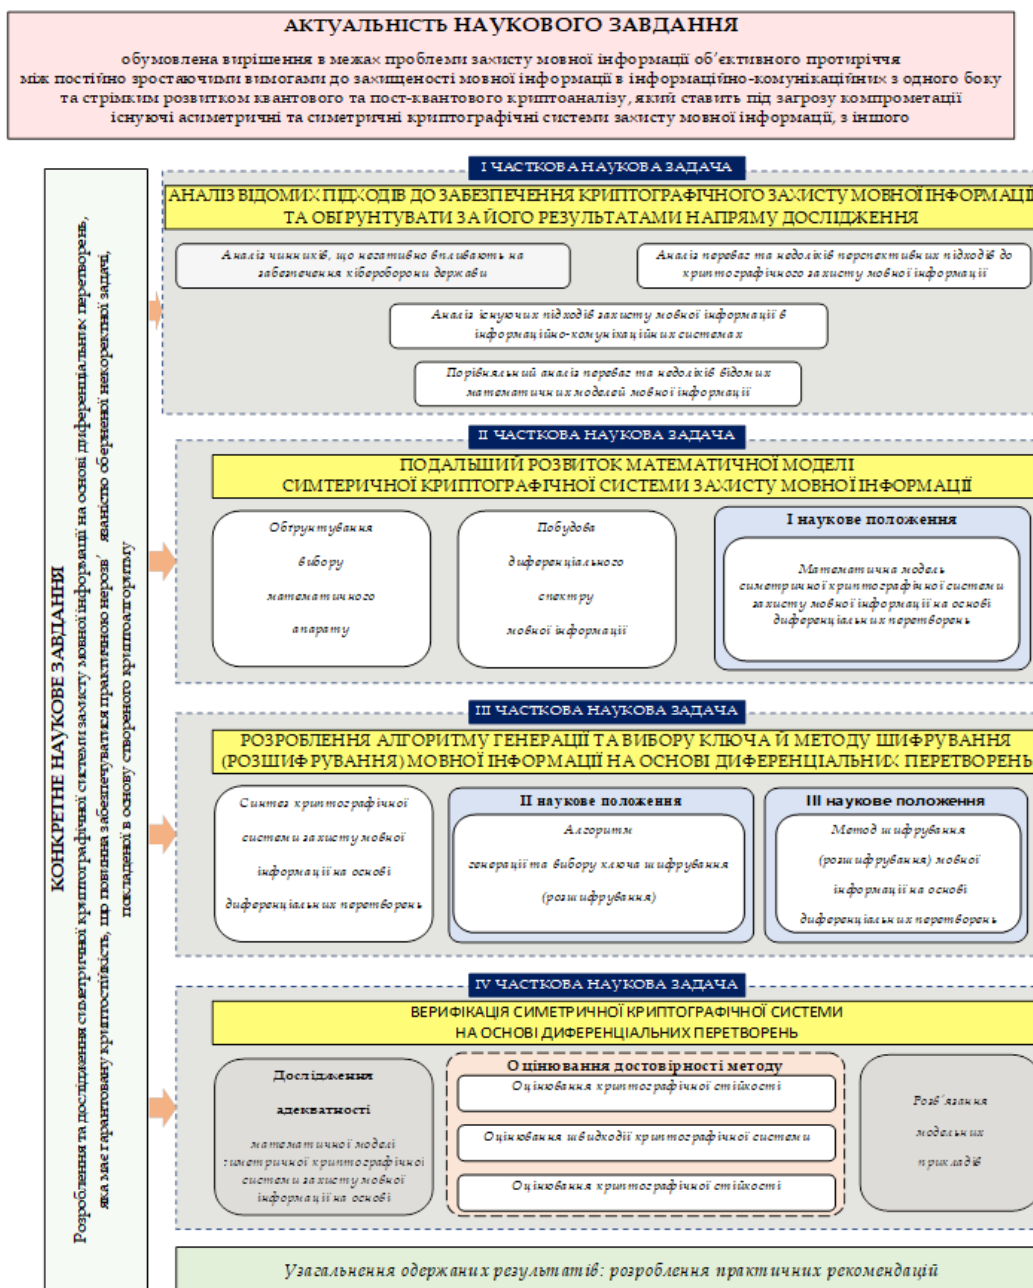 АКТУАЛЬНІСТЬ НАУКОВОГО ЗАВДАННЯ
обумовлена вирішення в межах проблеми захисту мовної інформації об’єктивного протиріччя
між постійно зростаючими вимогами до захищеності мовної інформації в інформаційно-комунікаційних з одного боку
та стрімким розвитком квантового та пост-квантового криптоаналізу, який ставить під загрозу компрометації
існуючі асиметричні та симетричні криптографічні системи захисту мовної інформації, з іншого
КОНКРЕТНЕ НАУКОВЕ ЗАВДАННЯ
Розроблення та дослідження симетричної криптографічної системи захисту мовної інформації на основі диференціальних перетворень,
яка має гарантовану криптостійкість, що повинна забезпечуватися практичною нерозв’язаністю оберненої некоректної задачі,
покладеної в основу створеного криптоалгоритму
I ЧАСТКОВА НАУКОВА ЗАДАЧА
АНАЛІЗ ВІДОМИХ ПІДХОДІВ ДО ЗАБЕЗПЕЧЕННЯ КРИПТОГРАФІЧНОГО ЗАХИСТУ МОВНОЇ ІНФОРМАЦІЇ
ТА ОБҐРУНТУВАТИ ЗА ЙОГО РЕЗУЛЬТАТАМИ НАПРЯМУ ДОСЛІДЖЕННЯ
Аналіз чинників, що негативно впливають на
забезпечення кібероборони держави
Аналіз переваг та недоліків перспективних підходів до
криптографічного захисту мовної інформації
Аналіз існуючих підходів захисту мовної інформації в
інформаційно-комунікаційних системах
Порівняльний аналіз переваг та недоліків відомих
математичних моделей мовної інформації
II ЧАСТКОВА НАУКОВА ЗАДАЧА
ПОДАЛЬШИЙ РОЗВИТОК МАТЕМАТИЧНОЇ МОДЕЛІ
СИМТЕРИЧНОЇ КРИПТОГРАФІЧНОЇ СИСТЕМИ ЗАХИСТУ МОВНОЇ ІНФОРМАЦІЇ
Обґрунтування
вибору
математичного
апарату
Побудова
диференціального
спектру
мовної інформації
I наукове положення
Математична модель
симетричної криптографічної системи
захисту мовної інформації на основі
диференціальних перетворень
III ЧАСТКОВА НАУКОВА ЗАДАЧА
РОЗРОБЛЕННЯ АЛГОРИТМУ ГЕНЕРАЦІЇ ТА ВИБОРУ КЛЮЧА Й МЕТОДУ ШИФРУВАННЯ
(РОЗШИФРУВАННЯ) МОВНОЇ ІНФОРМАЦІЇ НА ОСНОВІ ДИФЕРЕНЦІАЛЬНИХ ПЕРЕТВОРЕНЬ
Синтез криптографічної
системи захисту мовної
інформації на основі
диференціальних перетворень
II наукове положення
Алгоритм
генерації та вибору ключа шифрування
(розшифрування)
III наукове положення
Метод шифрування
(розшифрування) мовної
інформації на основі
диференціальних перетворень
IV ЧАСТКОВА НАУКОВА ЗАДАЧА
ВЕРИФІКАЦІЯ СИМЕТРИЧНОЇ КРИПТОГРАФІЧНОЇ СИСТЕМИ
НА ОСНОВІ ДИФЕРЕНЦІАЛЬНИХ ПЕРЕТВОРЕНЬ
Дослідження
адекватності
математичної моделі
симетричної криптографічної
системи захисту мовної
інформації на основі
Оцінювання достовірності методу
Оцінювання криптографічної стійкості
Оцінювання швидкодії криптографічної системи
Оцінювання криптографічної стійкості
Розв’язання
модельних
прикладів
Узагальнення одержаних результатів: розроблення практичних рекомендацій